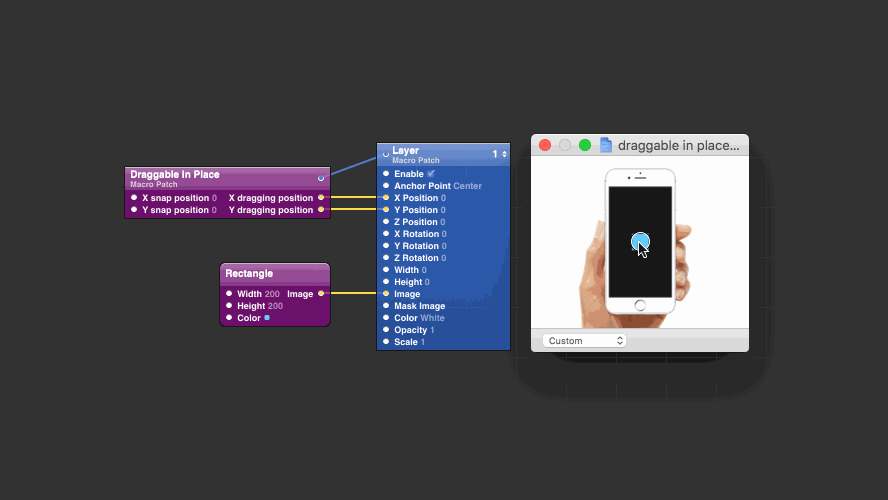 Draggable In Place
Macro Patch
X snap position 0 X dragging position
Y snap position 0 Y dragging position
Rectangle
Width 200 Image
Height 200
Color
Layer 1
Macro Patch
Enable
Anchor Point Center
X Position 0
Y Position 0
Z Position 0
X Rotation 0
Y Rotation 0
Z Rotation 0
Width 0
Height 0
Image
Mask Image
Color White
Opacity 1
Scale 1
draggable in place...
Custom